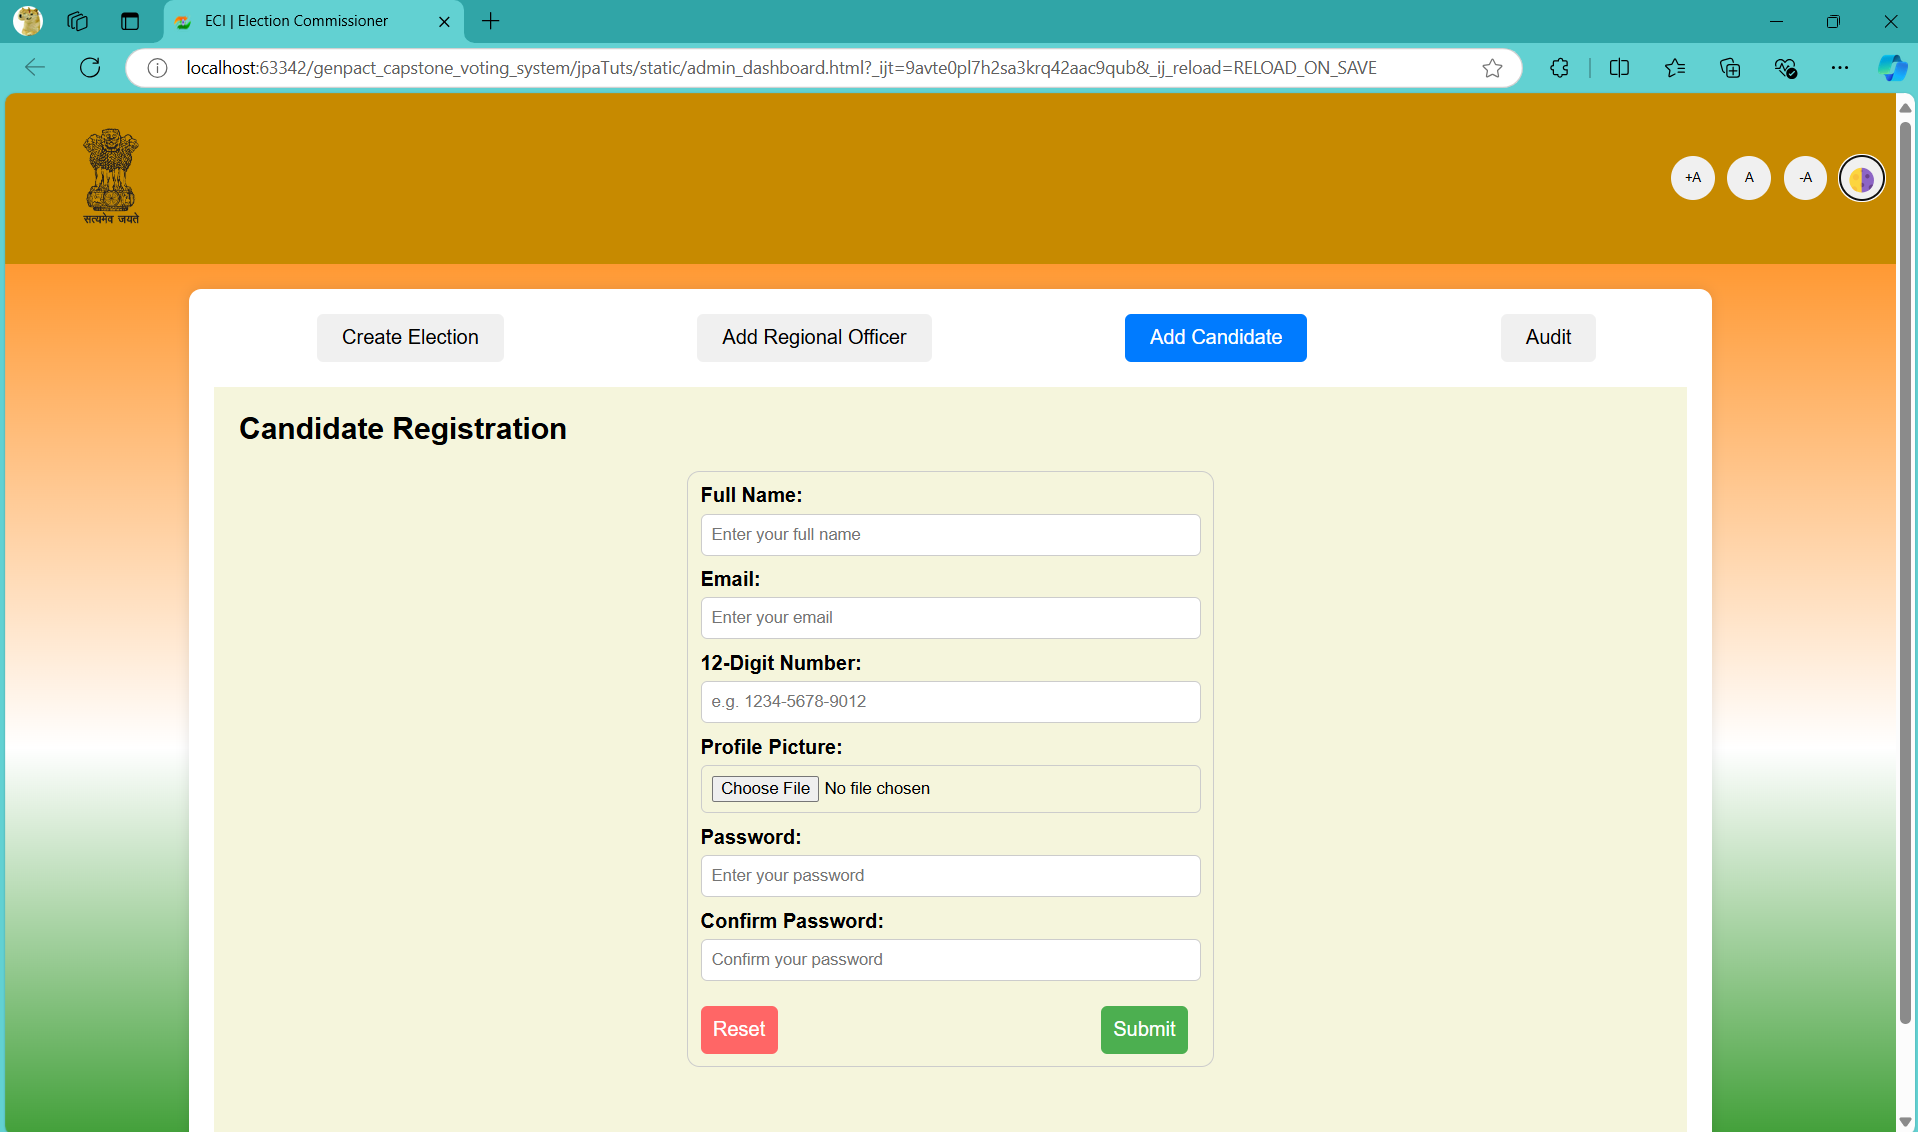 ECI | Election Commissioner
localhost:63342/genpact_capstone_voting_system/jpaTuts/static/admin_dashboard.html?_ijt=9avte0pl7h2sa3krq42aac9qub&_ij_reload=RELOAD_ON_SAVE
सत्यमेव जयते
+A A -A
Create Election Add Regional Officer Add Candidate Audit
Candidate Registration
Full Name:
Enter your full name
Email:
Enter your email
12-Digit Number:
e.g. 1234-5678-9012
Profile Picture:
Choose File No file chosen
Password:
Enter your password
Confirm Password:
Confirm your password
Reset Submit